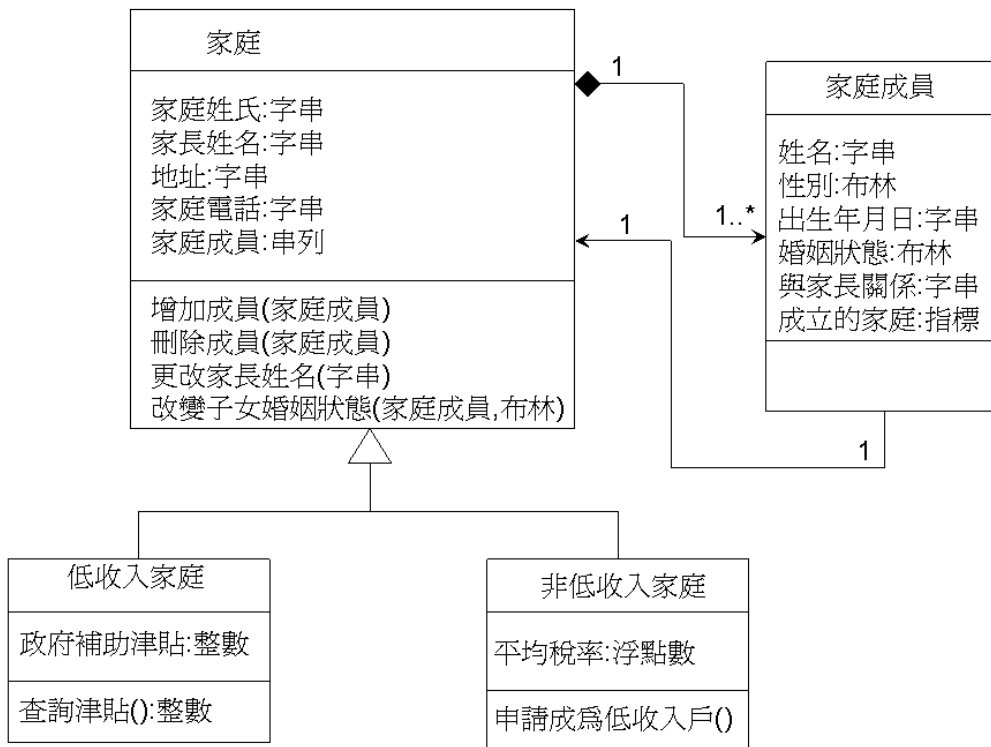 家庭
家庭姓氏:字串
家長姓名:字串
地址:字串
家庭電話:字串
家庭成員:串列
增加成員(家庭成員)
刪除成員(家庭成員)
更改家長姓名(字串)
改變子女婚姻狀態(家庭成員,布林)
1
1..*
1
1
家庭成員
姓名:字串
性別:布林
出生年月日:字串
婚姻狀態:布林
與家長關係:字串
成立的家庭:指標
低收入家庭
政府補助津貼:整數
查詢津貼():整數
非低收入家庭
平均稅率:浮點數
申請成爲低收入戶()